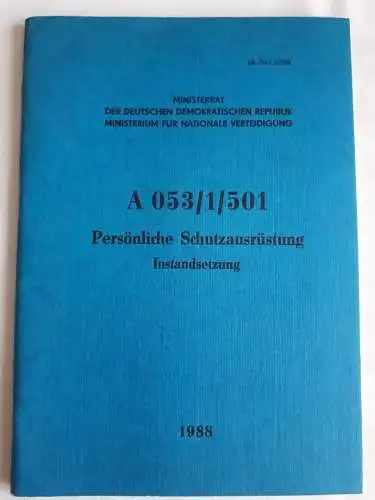 MINISTERRAT
DER DEUTSCHEN DEMOKRATISCHEN REPUBLIK
MINISTERIUM FÜR NATIONALE VERTEIDIGUNG
A 053/1/501
Persönliche Schutzausrüstung
Instandsetzung
1988